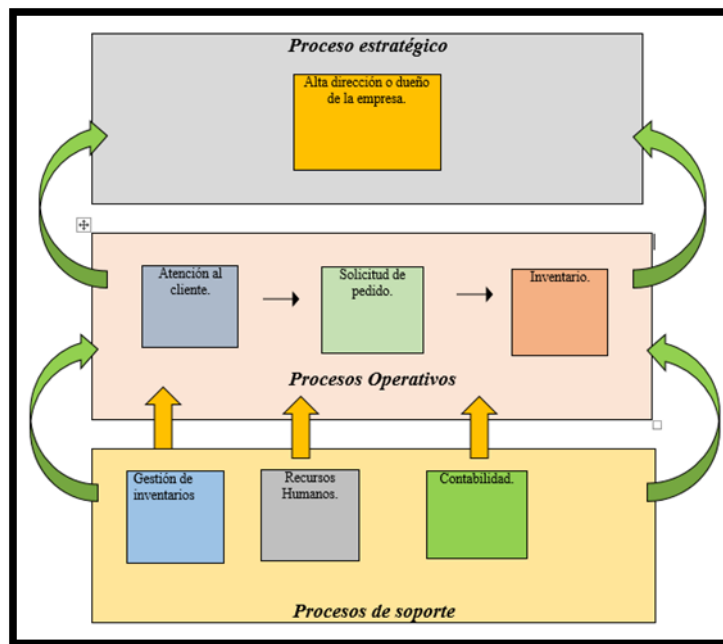 Proceso estratégico
Alta dirección o dueño
de la empresa.
Atención al
cliente.
Solicitud de
pedido.
Inventario.
Procesos Operativos
Gestión de
inventarios
Recursos
Humanos.
Contabilidad.
Procesos de soporte